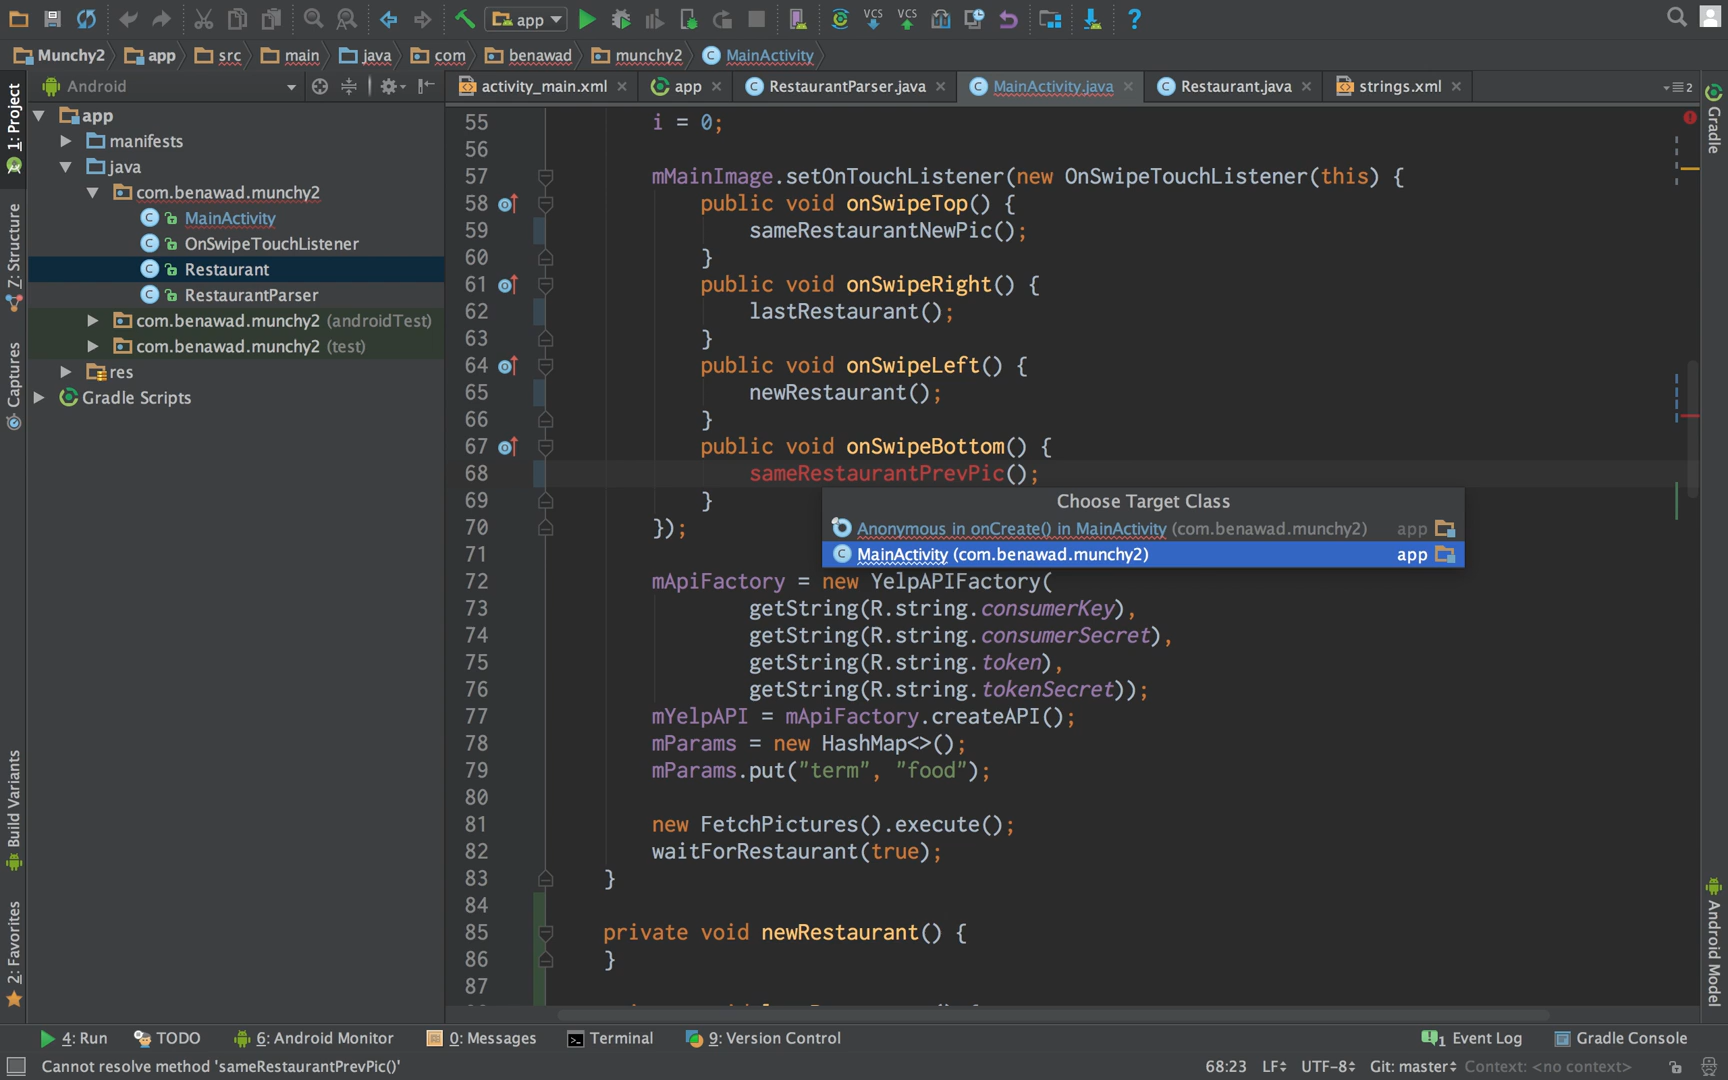 app
Munchy2 app src main java com benawad munchy2 MainActivity
Android
activity_main.xml app RestaurantParser.java MainActivity.java Restaurant.java strings.xml
2
1: Project
Z: Structure
Captures
Build Variants
2: Favorites
app
manifests
java
com.benawad.munchy2
MainActivity
OnSwipeTouchListener
Restaurant
RestaurantParser
com.benawad.munchy2 (androidTest)
com.benawad.munchy2 (test)
res
Gradle Scripts
55 i = 0;
56
57 mMainImage.setOnTouchListener(new OnSwipeTouchListener(this) {
58 public void onSwipeTop() {
59 sameRestaurantNewPic();
60 }
61 public void onSwipeRight() {
62 lastRestaurant();
63 }
64 public void onSwipeLeft() {
65 newRestaurant();
66 }
67 public void onSwipeBottom() {
68 sameRestaurantPrevPic();
69 }
70 });
71
72 mApiFactory = new YelpAPIFactory(
73 getString(R.string.consumerKey),
74 getString(R.string.consumerSecret),
75 getString(R.string.token),
76 getString(R.string.tokenSecret));
77 mYelpAPI = mApiFactory.createAPI();
78 mParams = new HashMap<>();
79 mParams.put("term", "food");
80
81 new FetchPictures().execute();
82 waitForRestaurant(true);
83 }
84
85 private void newRestaurant() {
86 }
87
Choose Target Class
Anonymous in onCreate() in MainActivity (com.benawad.munchy2) app
MainActivity (com.benawad.munchy2) app
Gradle
Android Model
4: Run TODO 6: Android Monitor 0: Messages Terminal 9: Version Control 1 Event Log Gradle Console
Cannot resolve method 'sameRestaurantPrevPic()' 68:23 LF UTF-8 Git: master Context: <no context>